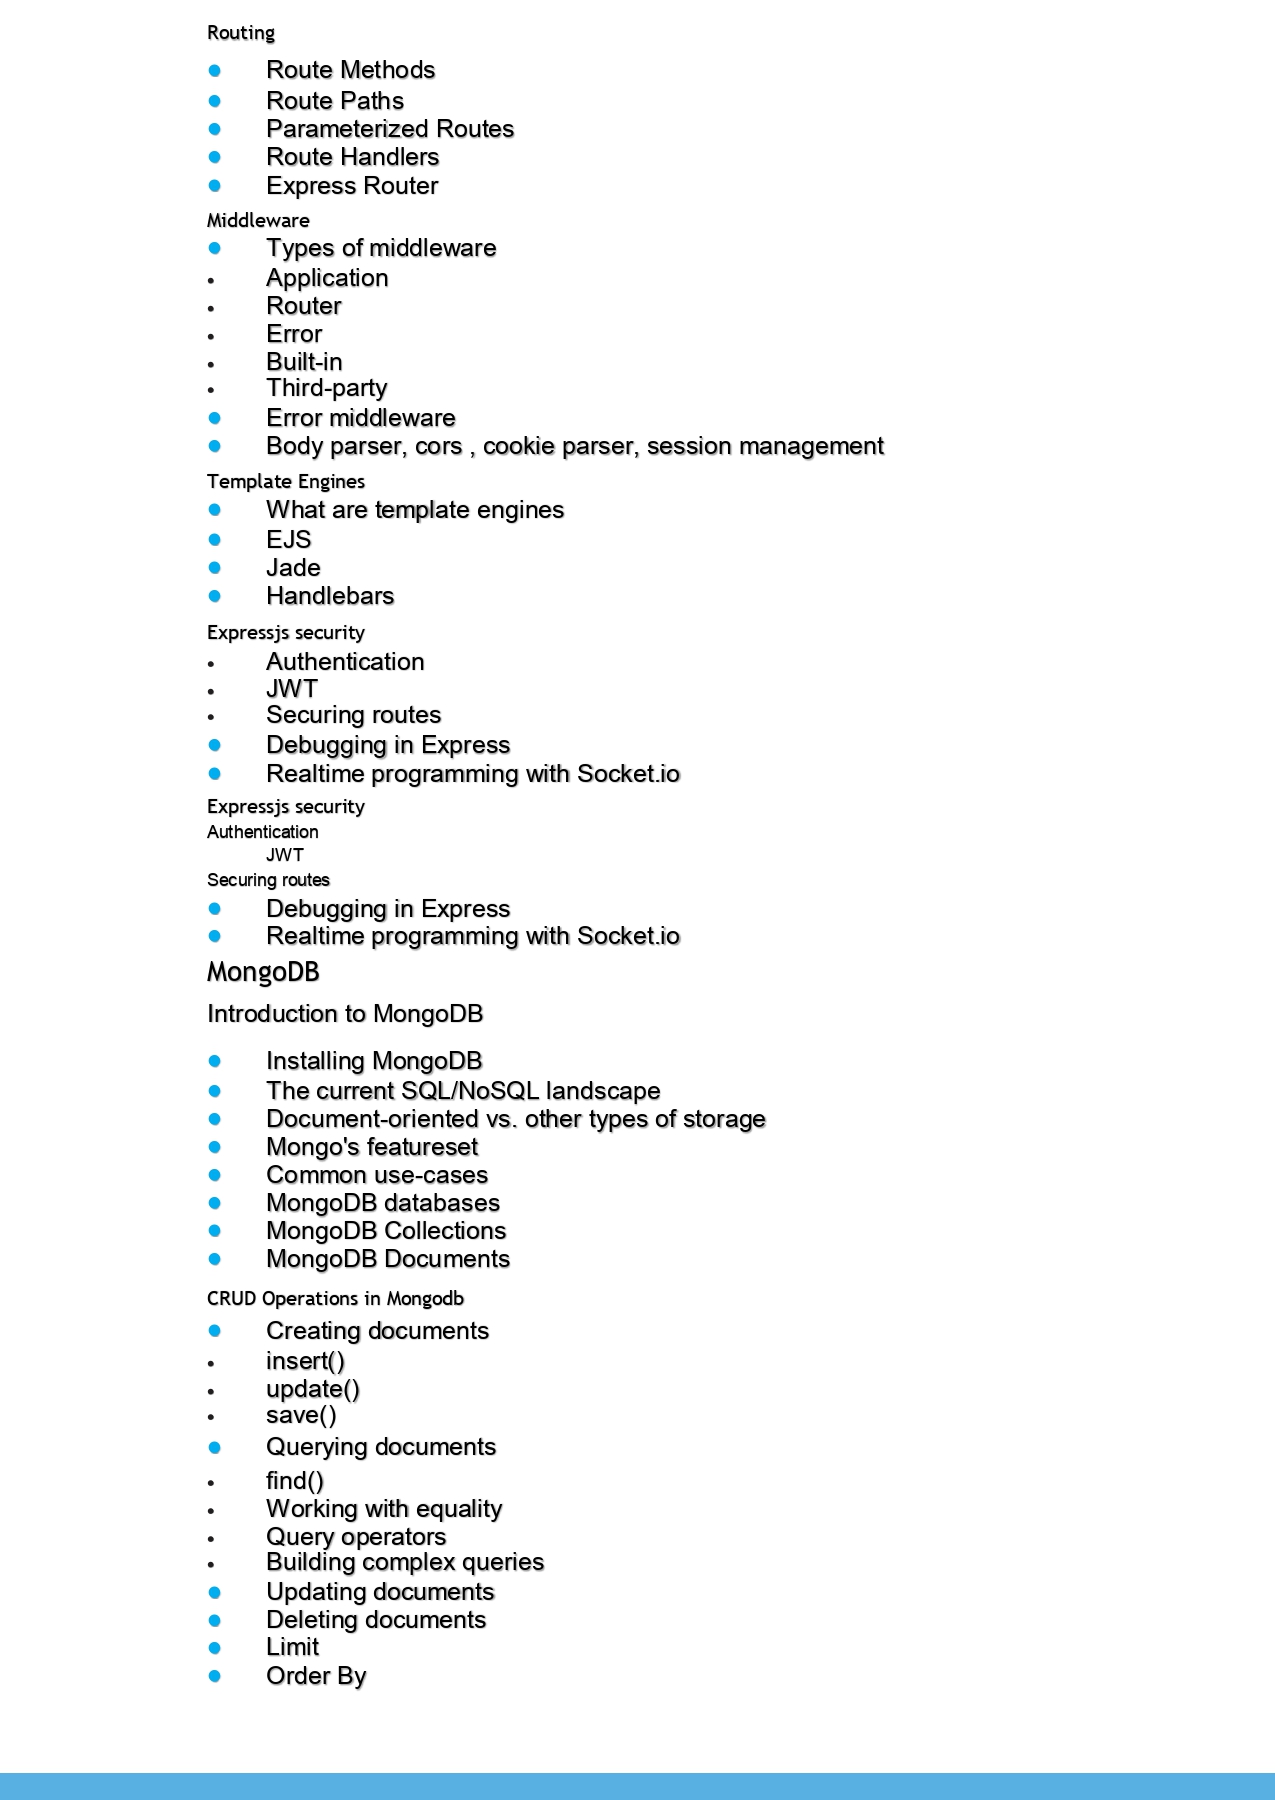 Routing
Route Methods
Route Paths
Parameterized Routes
Route Handlers
Express Router
Middleware
Types of middleware
Application
Router
Error
Built-in
Third-party
Error middleware
Body parser, cors , cookie parser, session management
Template Engines
What are template engines
EJS
Jade
Handlebars
Expressjs security
Authentication
JWT
Securing routes
Debugging in Express
Realtime programming with Socket.io
Expressjs security
Authentication
JWT
Securing routes
Debugging in Express
Realtime programming with Socket.io
MongoDB
Introduction to MongoDB
Installing MongoDB
The current SQL/NoSQL landscape
Document-oriented vs. other types of storage
Mongo's featureset
Common use-cases
MongoDB databases
MongoDB Collections
MongoDB Documents
CRUD Operations in Mongodb
Creating documents
insert()
update()
save()
Querying documents
find()
Working with equality
Query operators
Building complex queries
Updating documents
Deleting documents
Limit
Order By